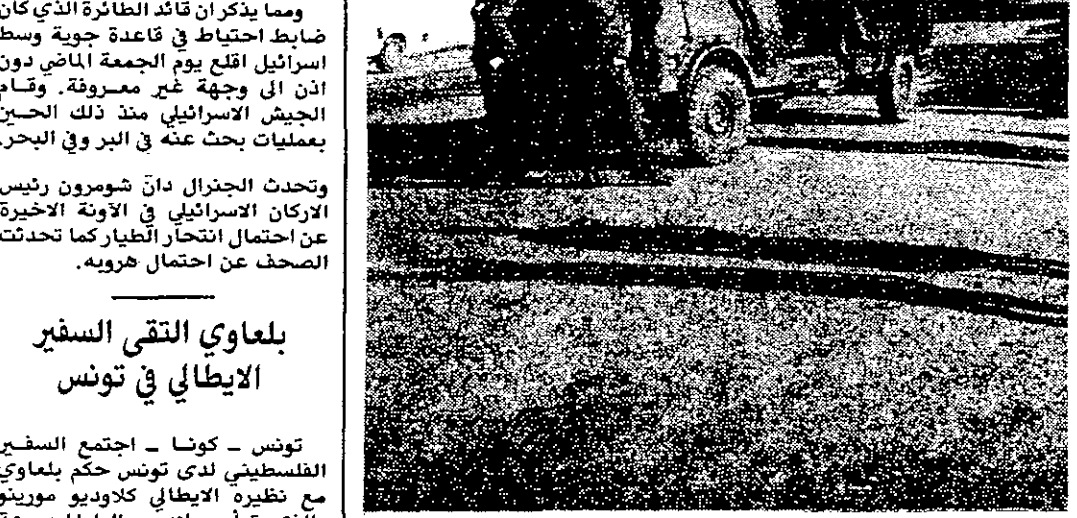 ومما يذكر ان قائد الطائرة الذي كان
ضابط احتياط في قاعدة جوية وسط
اسرائيل اقلع يوم الجمعة الماضي دون
اذن الى وجهة غير معروفة. وقام
الجيش الاسرائيلي منذ ذلك الحين
بعمليات بحث عنه في البر وفي البحر.
وتحدث الجنرال دان شومرون رئيس
الاركان الاسرائيلي في الآونة الاخيرة
عن احتمال انتحار الطيار كما تحدثت
الصحف عن احتمال هروبه.
بلعاوي التقى السفير
الايطالي في تونس
تونس - كونا - اجتمع السفير
الفلسطيني لدى تونس حكم بلعاوي
مع نظيره الايطالي كلاوديو مورينو